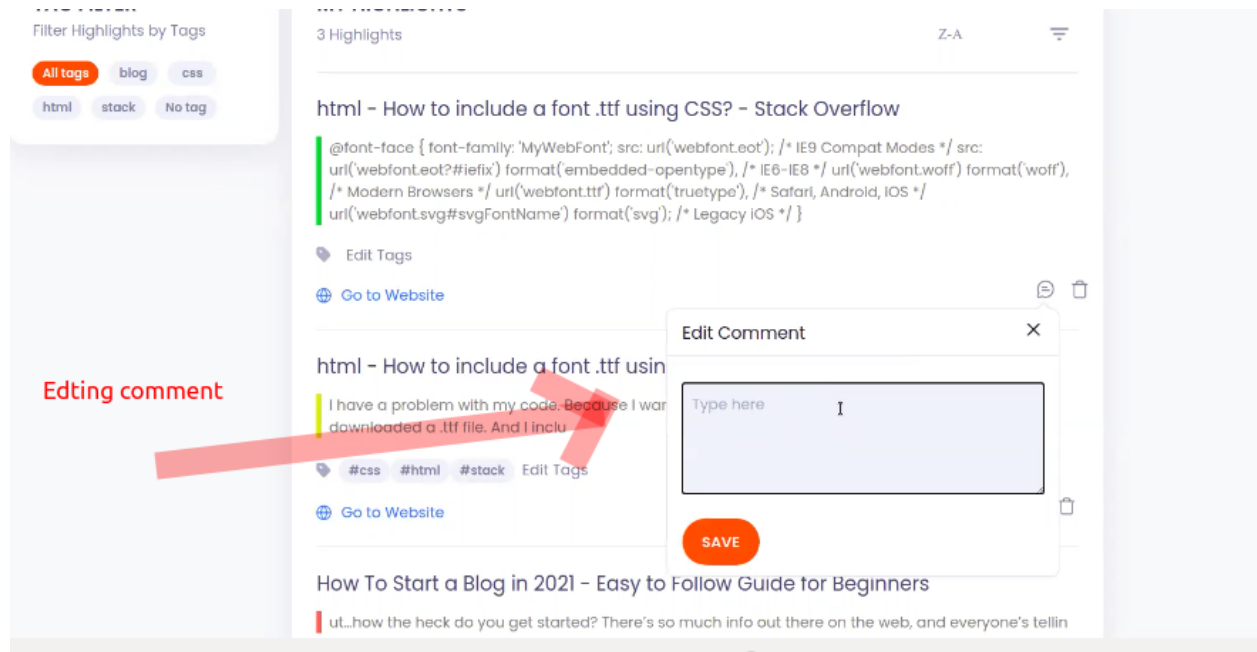 Filter Highlights by Tags
All tags blog css
html stack No tag
3 Highlights Z-A
html - How to include a font .ttf using CSS? - Stack Overflow
@font-face { font-family: 'MyWebFont'; src: url('webfont.eot'); /* IE9 Compat Modes */ src:
url('webfont.eot?#iefix') format('embedded-opentype'), /* IE6-IE8 */ url('webfont.woff') format('woff'),
/* Modern Browsers */ url('webfont.ttf') format('truetype'), /* Safari, Android, iOS */
url('webfont.svg#svgFontName') format('svg'); /* Legacy iOS */ }
Edit Tags
Go to Website
Edit Comment
Type here
SAVE
Edting comment
html - How to include a font .ttf usin
I have a problem with my code. Because I war
downloaded a .ttf file. And I inclu
#css #html #stack Edit Tags
Go to Website
How To Start a Blog in 2021 - Easy to Follow Guide for Beginners
ut...how the heck do you get started? There's so much info out there on the web, and everyone's tellin